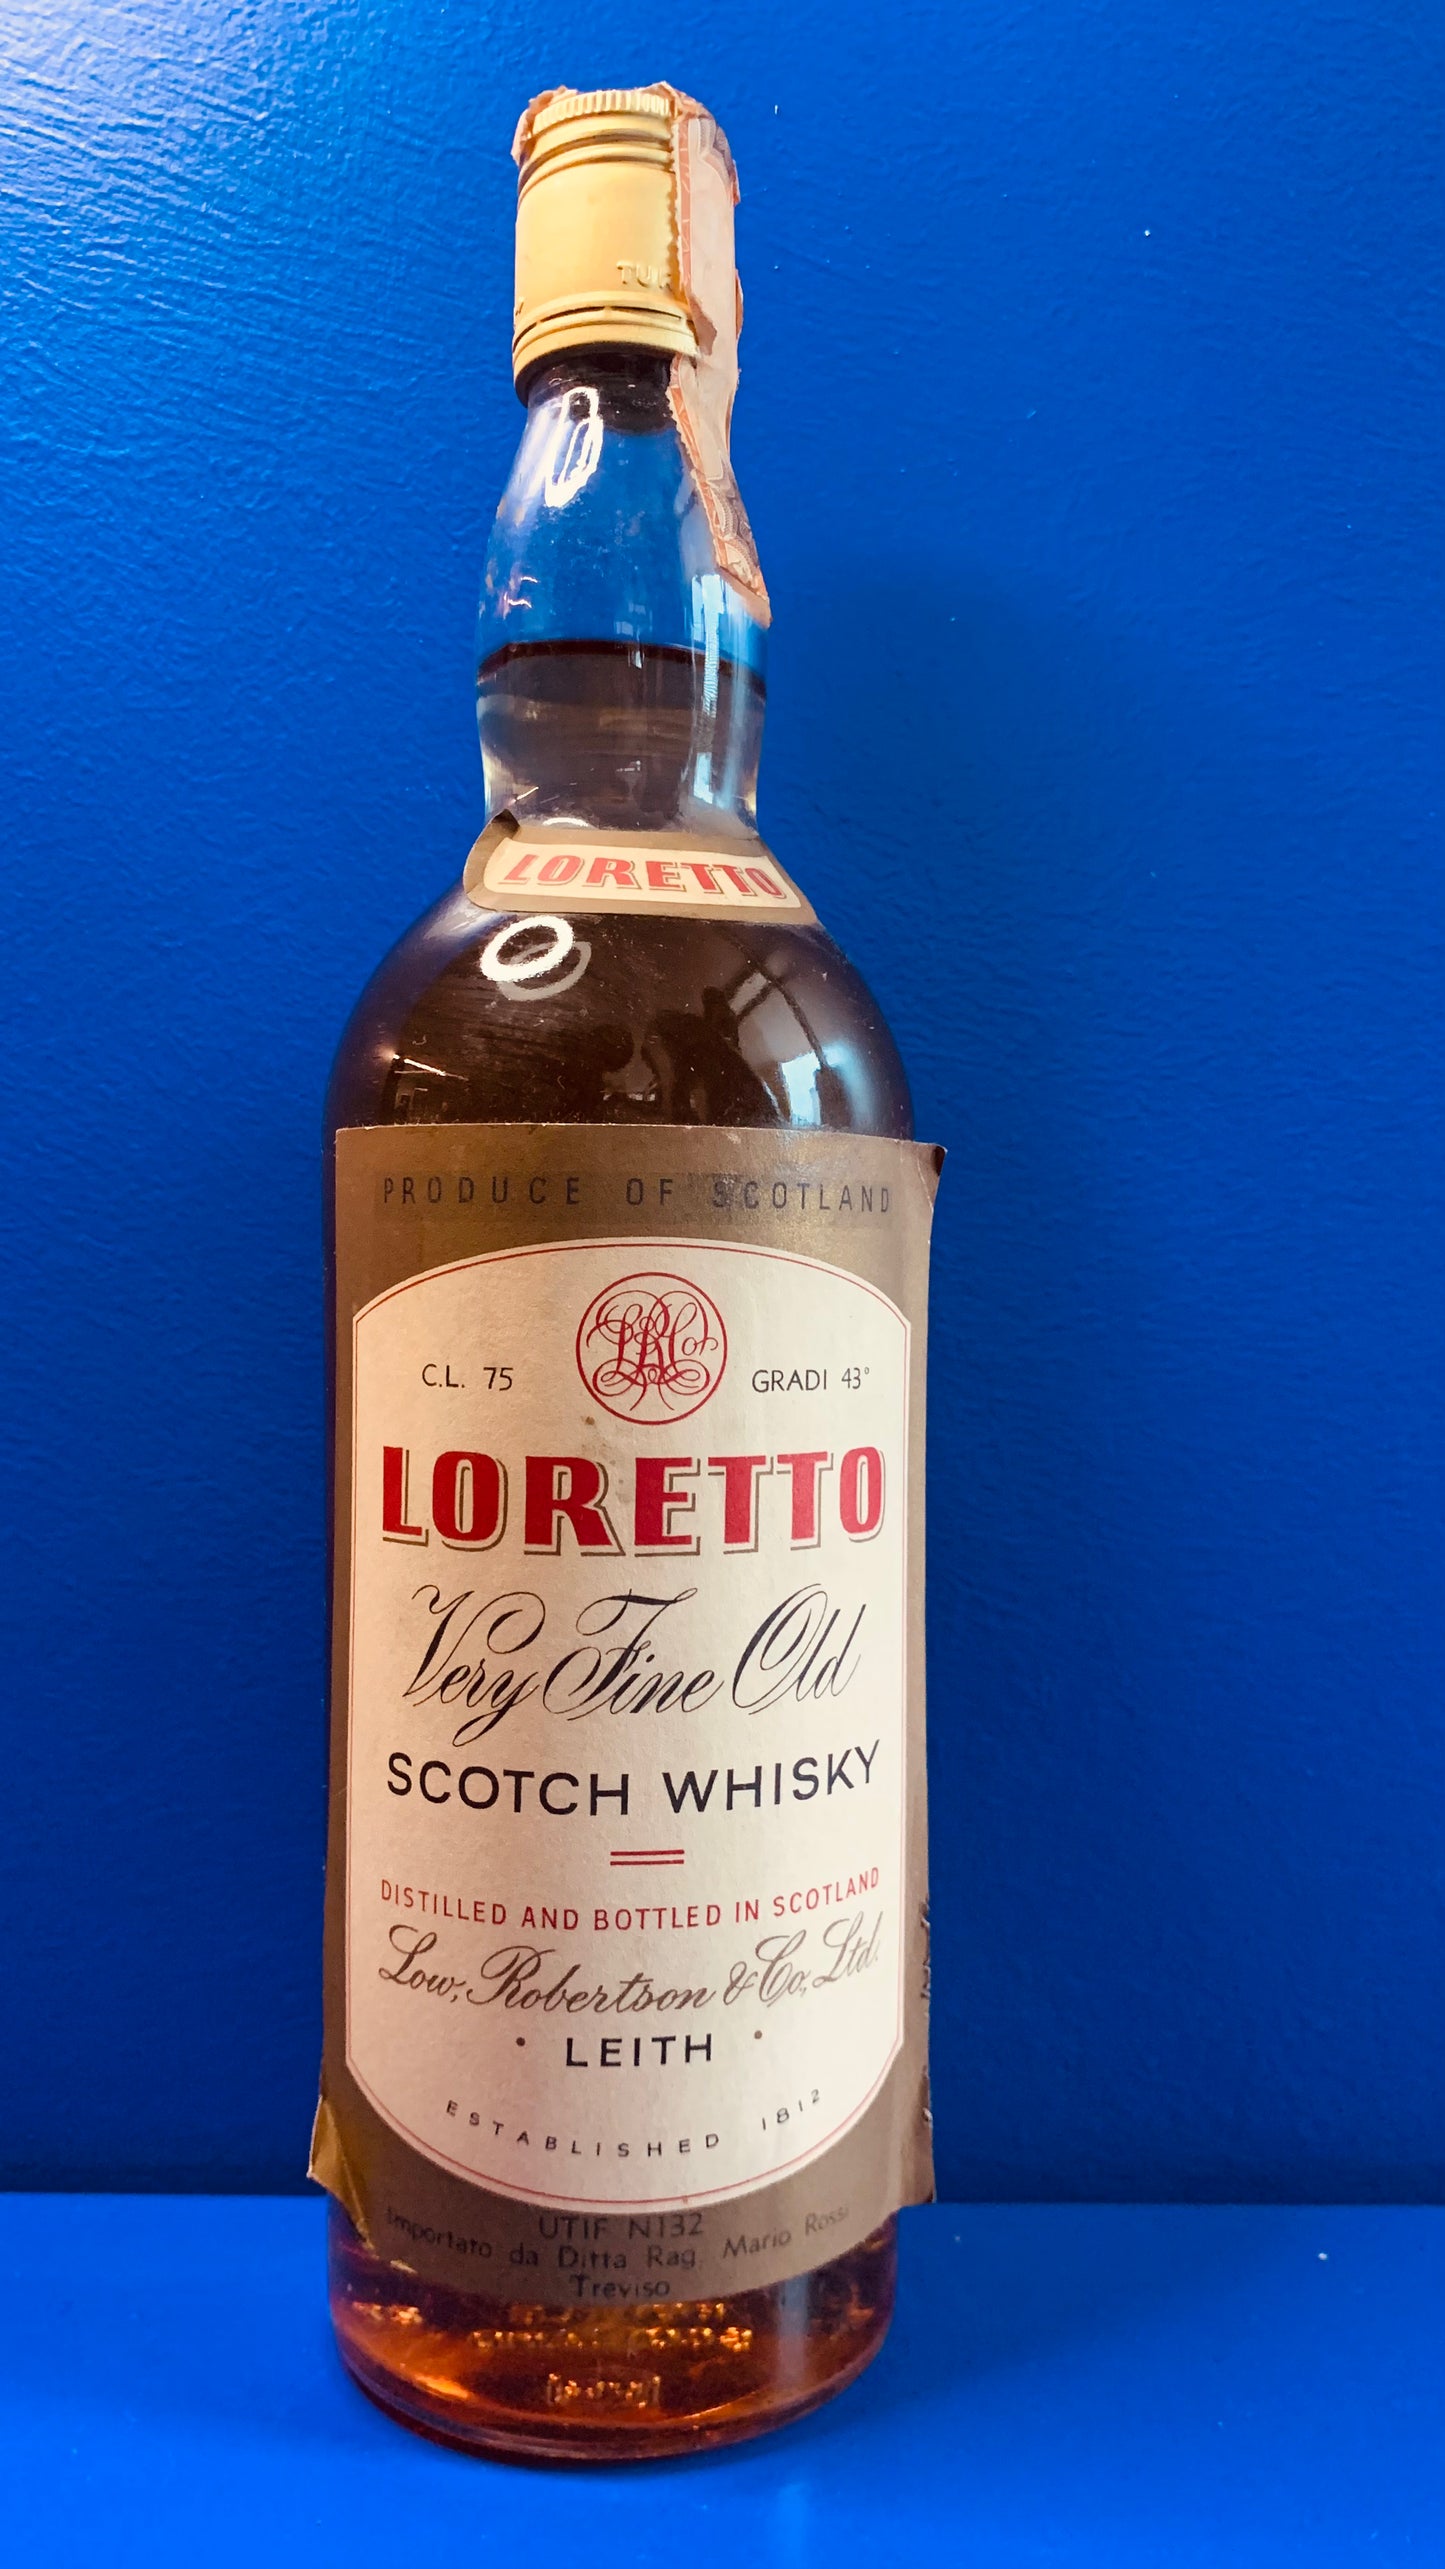 TUR
LORETTO
PRODUCE OF SCOTLAND
C.L. 75
GRADI 43°
LORETTO
Very Fine Old
SCOTCH WHISKY
DISTILLED AND BOTTLED IN SCOTLAND
Low, Robertson & Co, Ltd.
· LEITH ·
ESTABLISHED 1812
UTIF N132
Importato da Ditta Rag. Mario Rossi
Treviso